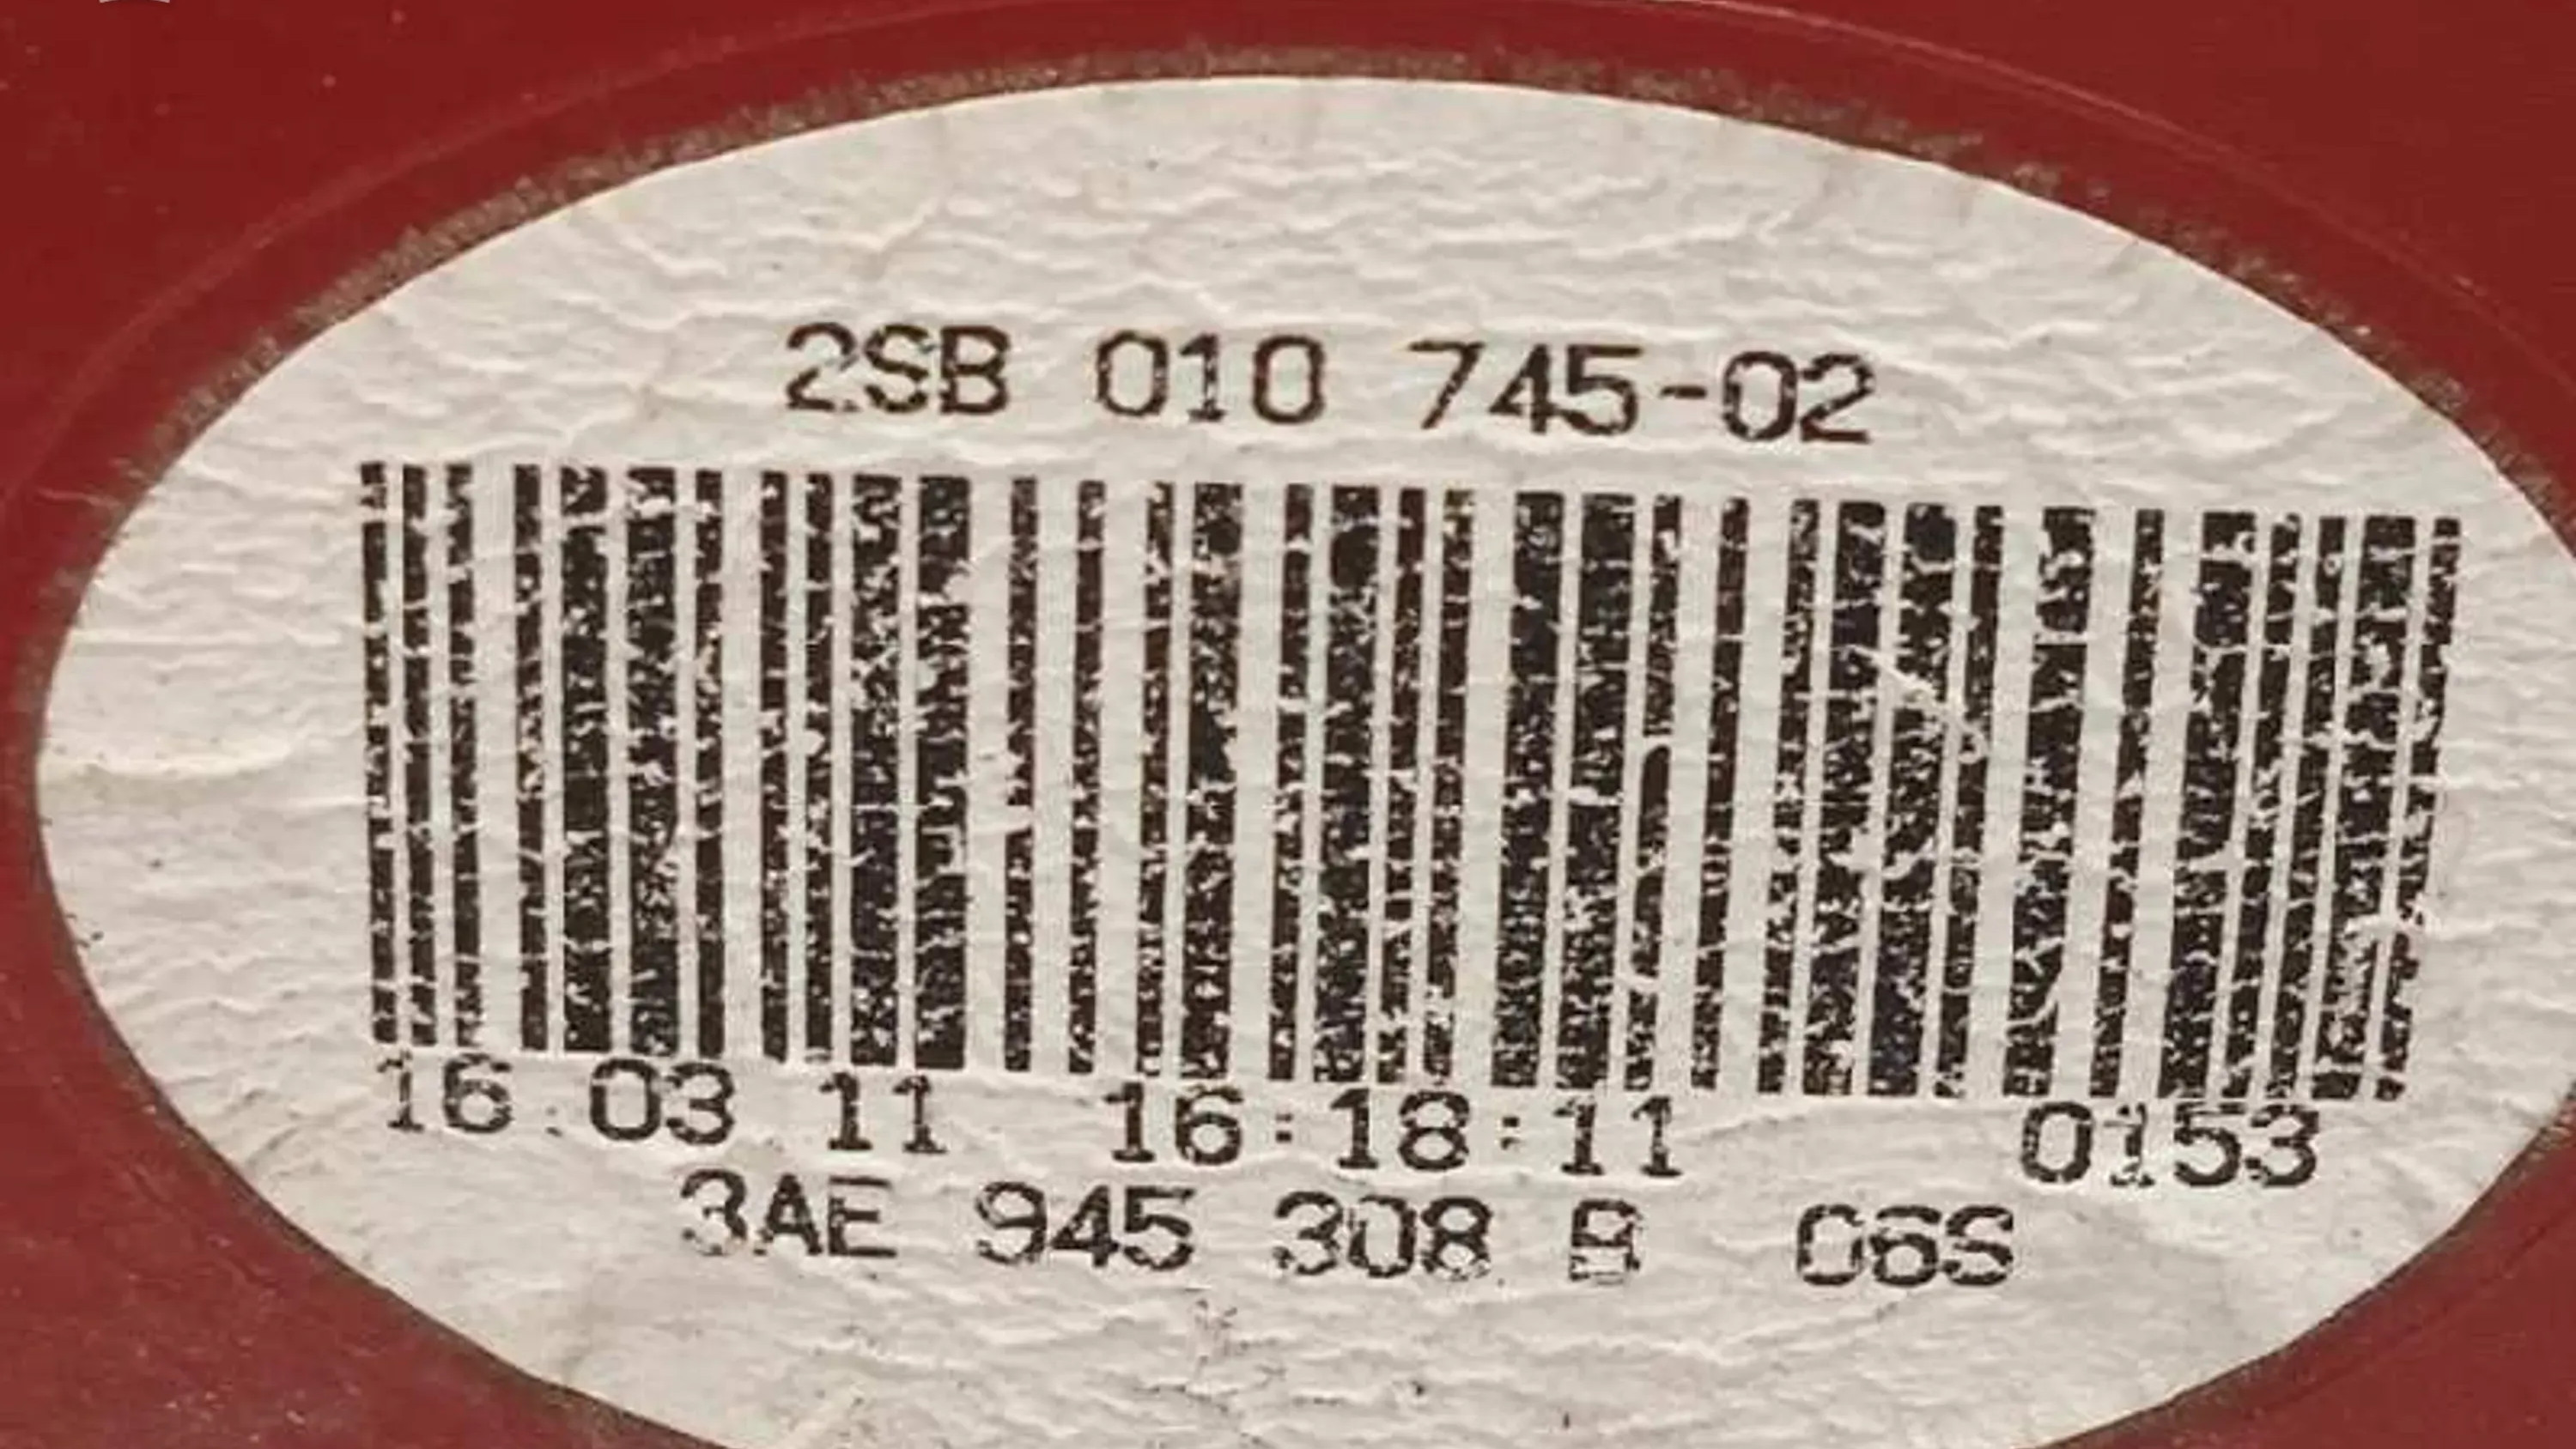 2SB 010 745-02
16.03 11 16:18:11 0153
3AE 945 308 B 06S